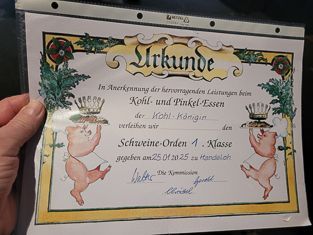 Urkunde
In Anerkennung der hervorragenden Leistungen beim
Kohl- und Pinkel-Essen
der Kohl-Königin
verleihen wir den
Schweine-Orden 1. Klasse
gegeben am 25.01.2025 zu Mandelsloh
Die Kommission